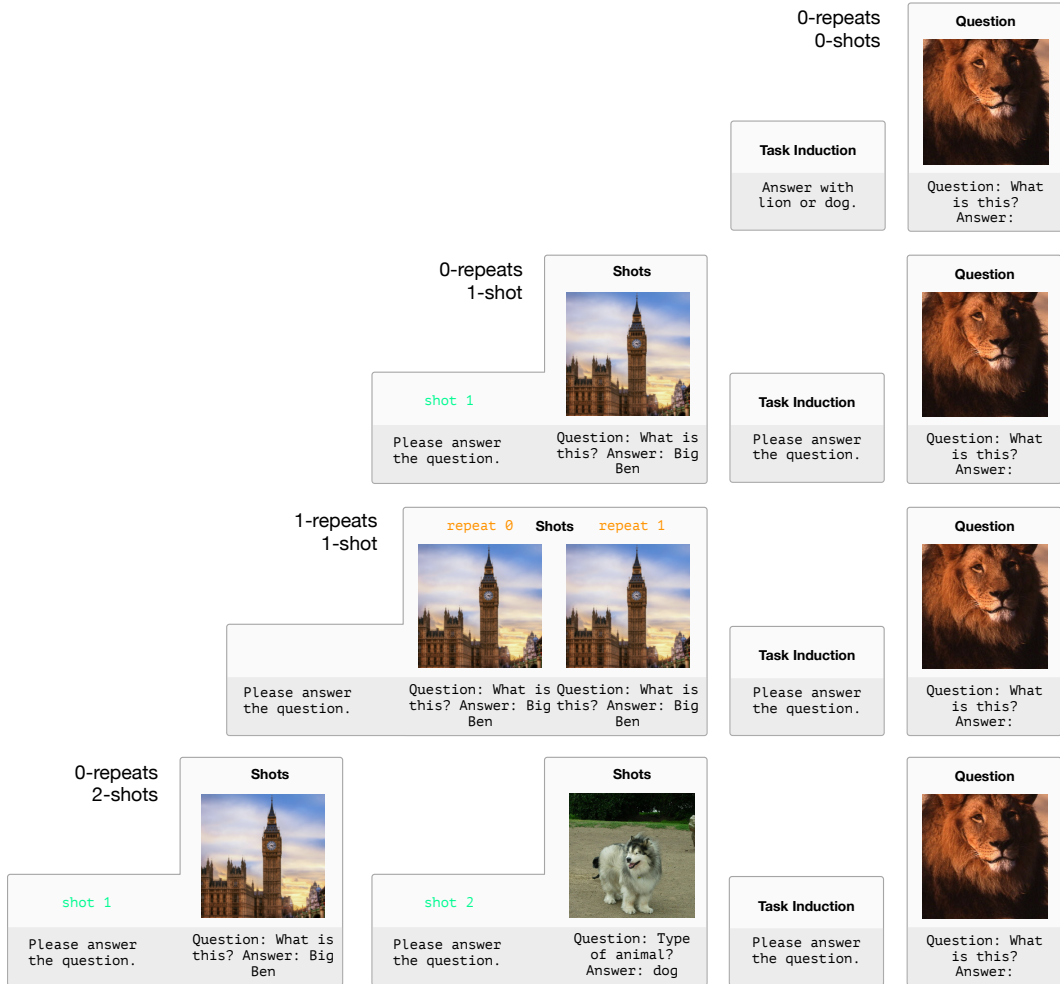 0-repeats
0-shots
Question
Task Induction
Answer with
lion or dog.
Question: What
is this?
Answer:
0-repeats
1-shot
Shots
Question
shot 1
Task Induction
Please answer
the question.
Question: What is
this? Answer: Big
Ben
Please answer
the question.
Question: What
is this?
Answer:
1-repeats
1-shot
repeat 0 Shots repeat 1
Question
Task Induction
Please answer
the question.
Question: What is
this? Answer: Big
Ben
Question: What is
this? Answer: Big
Ben
Please answer
the question.
Question: What
is this?
Answer:
0-repeats
2-shots
Shots
Shots
Question
shot 1
shot 2
Task Induction
Please answer
the question.
Question: What is
this? Answer: Big
Ben
Please answer
the question.
Question: Type
of animal?
Answer: dog
Please answer
the question.
Question: What
is this?
Answer: